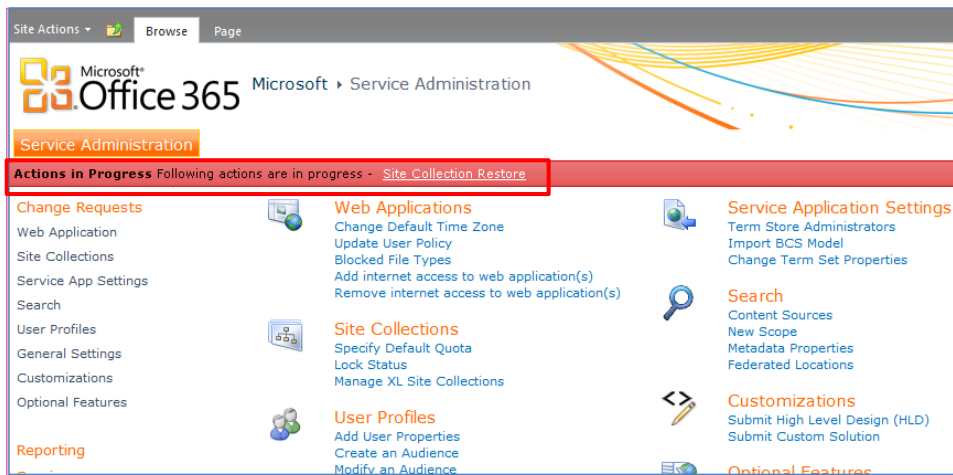 Site Actions
Browse
Page
Microsoft®
Office 365
Microsoft ▸ Service Administration
Service Administration
Actions in Progress Following actions are in progress - Site Collection Restore
Change Requests
Web Application
Site Collections
Service App Settings
Search
User Profiles
General Settings
Customizations
Optional Features
Reporting
Web Applications
Change Default Time Zone
Update User Policy
Blocked File Types
Add internet access to web application(s)
Remove internet access to web application(s)
Site Collections
Specify Default Quota
Lock Status
Manage XL Site Collections
User Profiles
Add User Properties
Create an Audience
Modify an Audience
Service Application Settings
Term Store Administrators
Import BCS Model
Change Term Set Properties
Search
Content Sources
New Scope
Metadata Properties
Federated Locations
Customizations
Submit High Level Design (HLD)
Submit Custom Solution
Optional Features